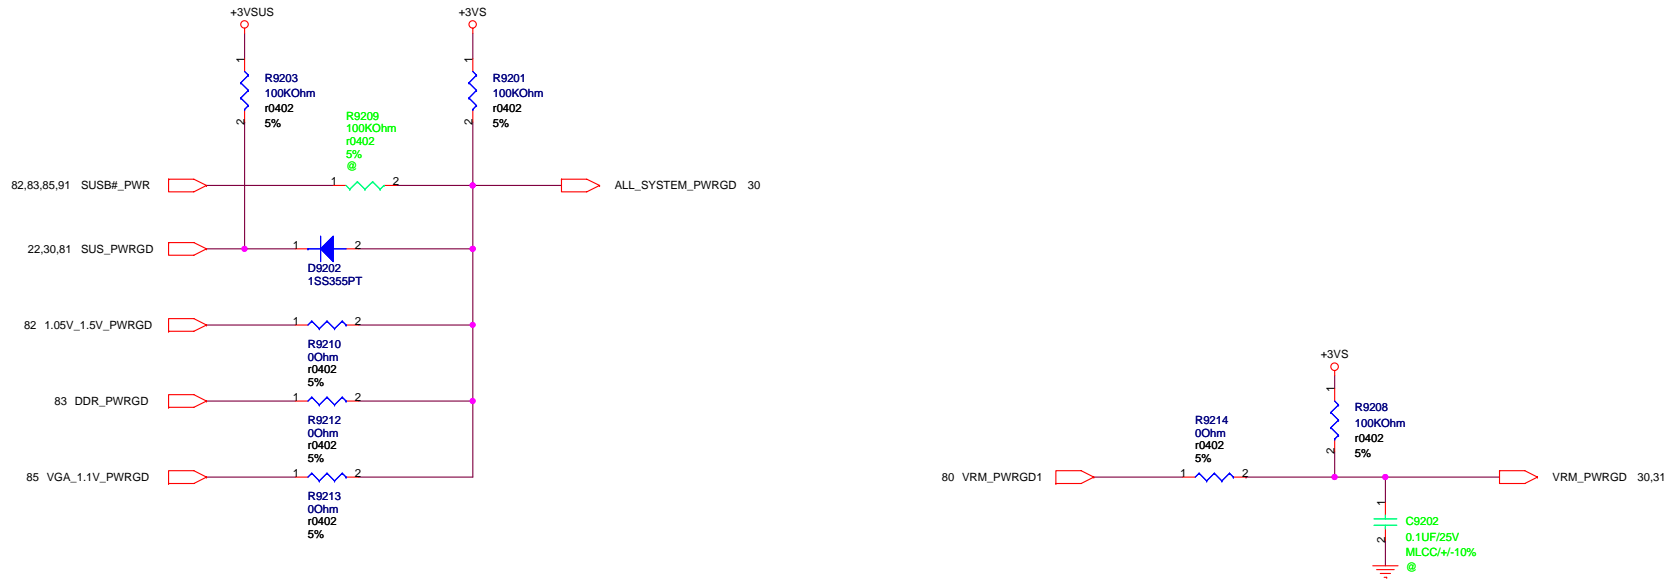 +3VSUS
+3VS
1
1
R9203
100KOhm
r0402
5%
2
R9201
100KOhm
r0402
5%
2
R9209
100KOhm
r0402
5%
@
82,83,85,91 SUSB#_PWR
1
2
ALL_SYSTEM_PWRGD 30
22,30,81 SUS_PWRGD
1
2
D9202
1SS355PT
82 1.05V_1.5V_PWRGD
1
2
R9210
0Ohm
r0402
5%
83 DDR_PWRGD
1
2
R9212
0Ohm
r0402
5%
85 VGA_1.1V_PWRGD
1
2
R9213
0Ohm
r0402
5%
+3VS
1
R9208
100KOhm
r0402
5%
2
R9214
0Ohm
r0402
5%
80 VRM_PWRGD1
1
2
VRM_PWRGD 30,31
1
C9202
0.1UF/25V
MLCC/+/-10%
@
2